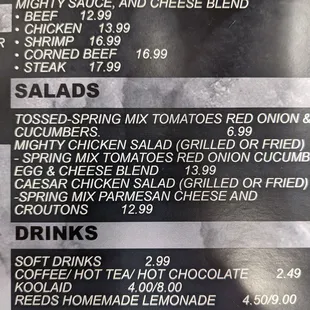 MIGHTY SAUCE, AND CHEESE BLEND
• BEEF 12.99
• CHICKEN 13.99
• SHRIMP 16.99
• CORNED BEEF 16.99
• STEAK 17.99
SALADS
TOSSED-SPRING MIX TOMATOES RED ONION &
CUCUMBERS. 6.99
MIGHTY CHICKEN SALAD (GRILLED OR FRIED)
- SPRING MIX TOMATOES RED ONION CUCUMB
EGG & CHEESE BLEND 13.99
CAESAR CHICKEN SALAD (GRILLED OR FRIED)
-SPRING MIX PARMESAN CHEESE AND
CROUTONS 12.99
DRINKS
SOFT DRINKS 2.99
COFFEE/ HOT TEA/ HOT CHOCOLATE 2.49
KOOLAID 4.00/8.00
REEDS HOMEMADE LEMONADE 4.50/9.00